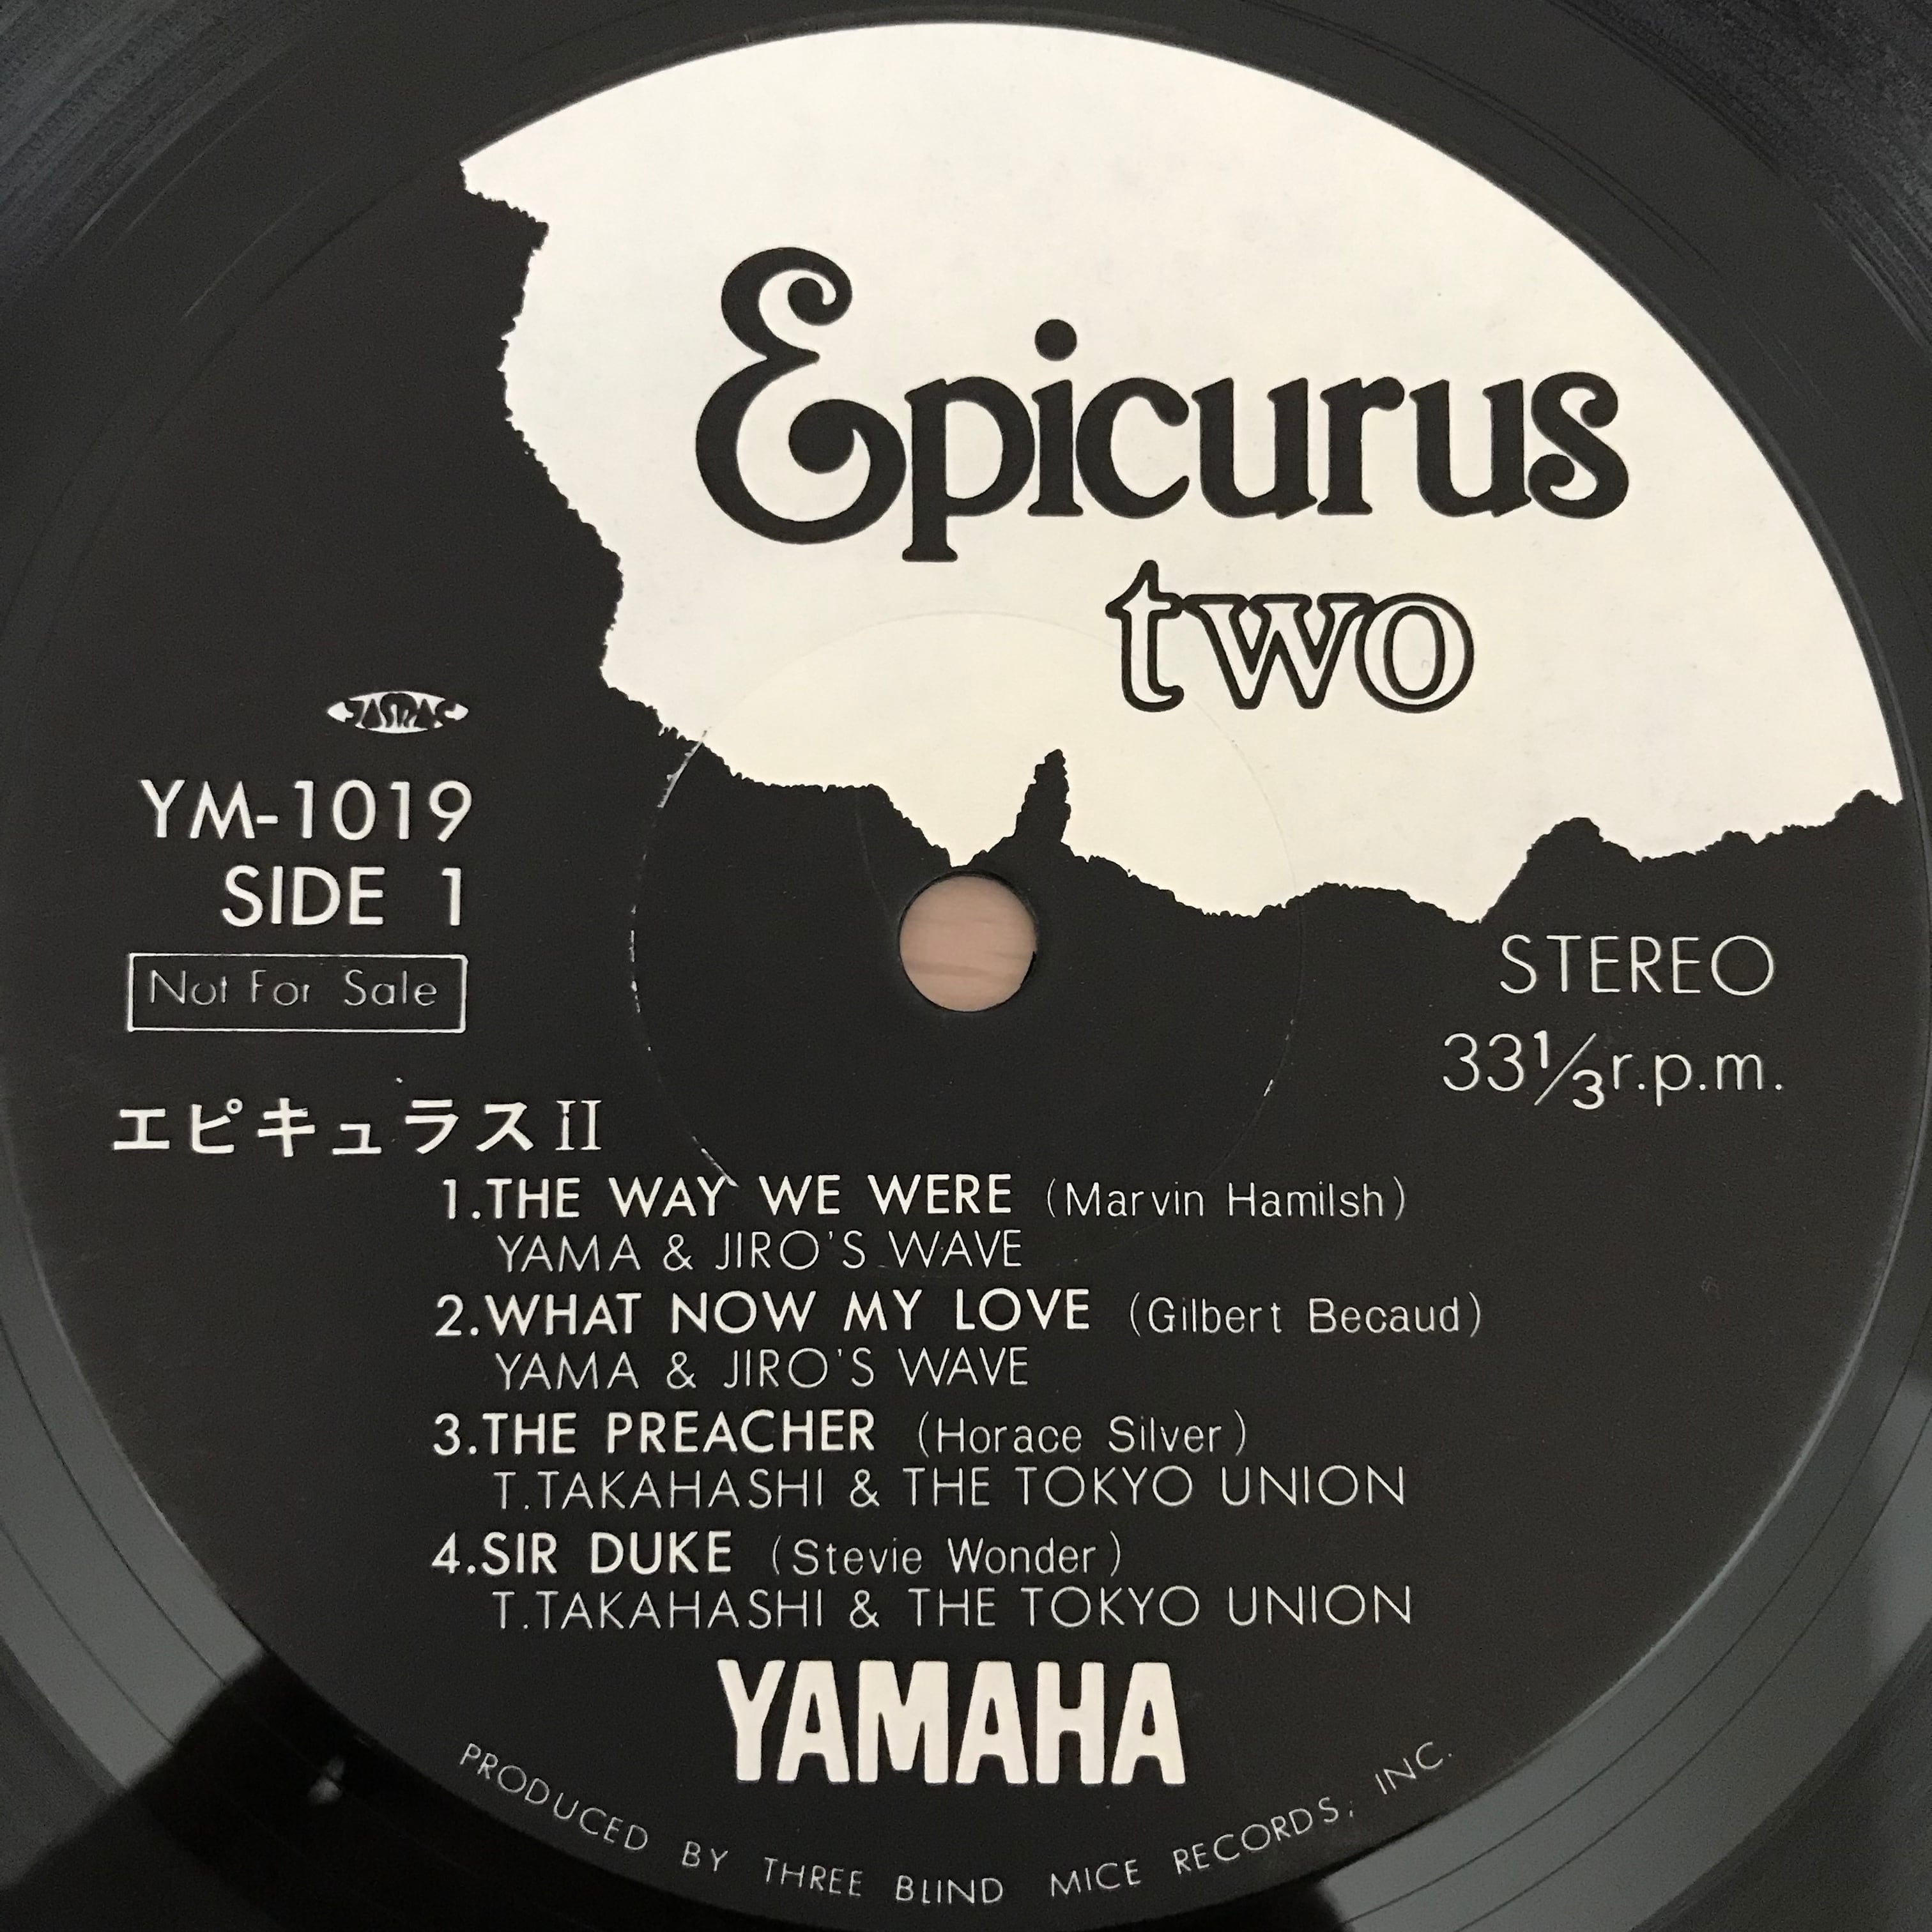 Epicurus
two
JASRAC
YM-1019
SIDE 1
Not For Sale
STEREO
33⅓r.p.m.
エピキュラスII
1.THE WAY WE WERE (Marvin Hamilsh)
YAMA & JIRO'S WAVE
2.WHAT NOW MY LOVE (Gilbert Becaud)
YAMA & JIRO'S WAVE
3.THE PREACHER (Horace Silver)
T.TAKAHASHI & THE TOKYO UNION
4.SIR DUKE (Stevie Wonder)
T.TAKAHASHI & THE TOKYO UNION
YAMAHA
PRODUCED BY THREE BLIND MICE RECORDS, INC.